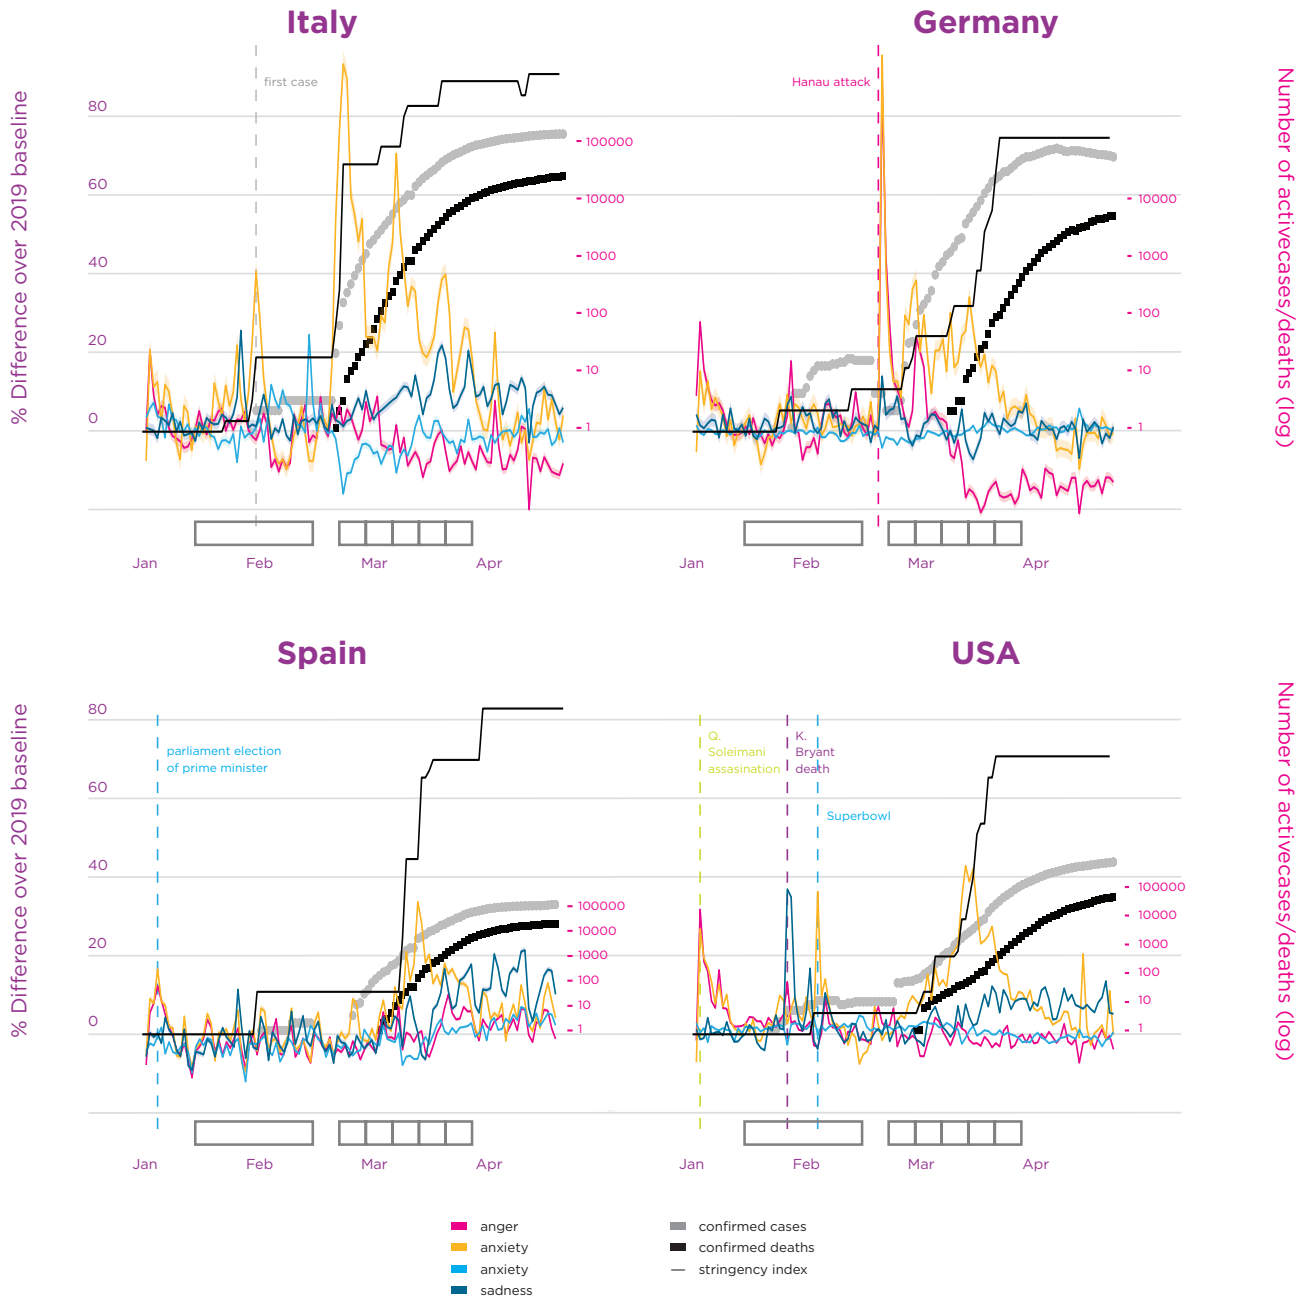 Italy
Germany
% Difference over 2019 baseline
first case
Hanau attack
Number of activecases/deaths (log)
80
60
40
20
0
100000
10000
1000
100
10
1
10000
1000
100
10
1
Jan Feb Mar Apr
Jan Feb Mar Apr
Spain
USA
% Difference over 2019 baseline
parliament election
of prime minister
Q.
Soleimani
assasination
K.
Bryant
death
Superbowl
Number of activecases/deaths (log)
80
60
40
20
0
100000
10000
1000
100
10
1
100000
10000
1000
100
10
1
Jan Feb Mar Apr
Jan Feb Mar Apr
anger
anxiety
anxiety
sadness
confirmed cases
confirmed deaths
stringency index